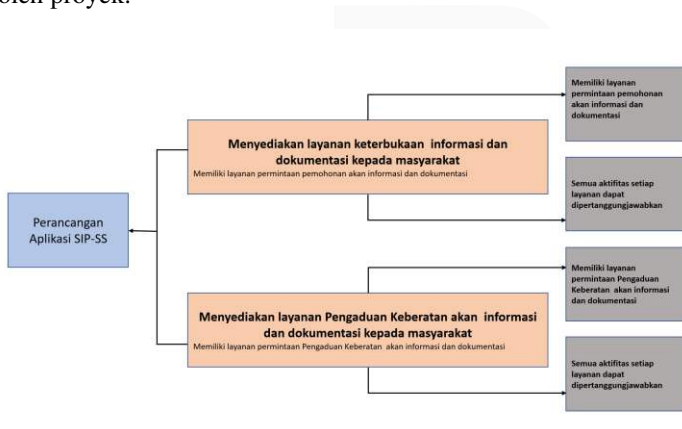 oleh proyek.
Perancangan
Aplikasi SIP-SS
Menyediakan layanan keterbukaan informasi dan
dokumentasi kepada masyarakat
Memiliki layanan permintaan pemohonan akan informasi dan dokumentasi
Memiliki layanan
permintaan pemohonan
akan informasi dan
dokumentasi
Semua aktifitas setiap
layanan dapat
dipertanggungjawabkan
Menyediakan layanan Pengaduan Keberatan akan informasi
dan dokumentasi kepada masyarakat
Memiliki layanan permintaan Pengaduan Keberatan akan informasi dan dokumentasi
Memiliki layanan
permintaan Pengaduan
Keberatan akan informasi
dan dokumentasi
Semua aktifitas setiap
layanan dapat
dipertanggungjawabkan